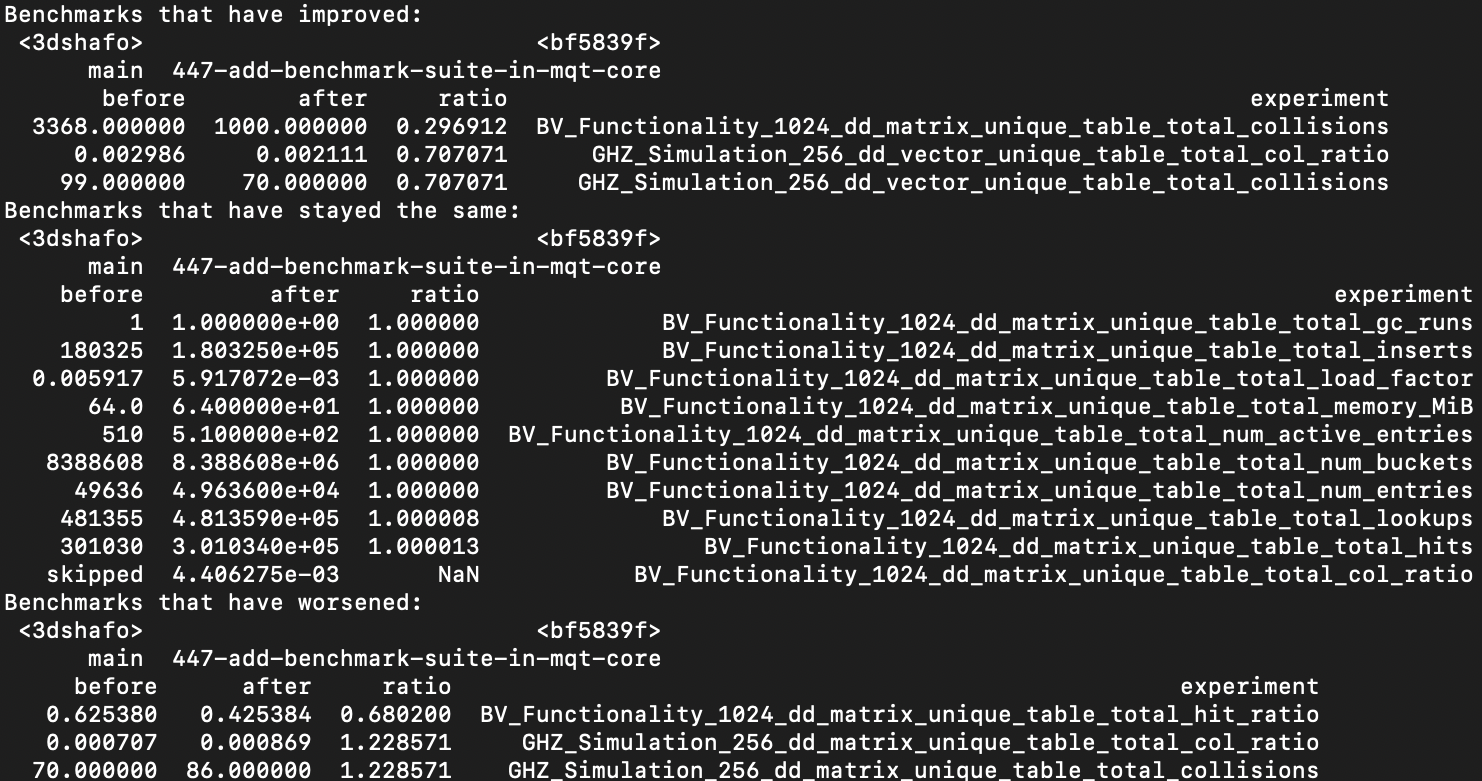 Benchmarks that have improved:
<3dshafo> <bf5839f>
main 447-add-benchmark-suite-in-mqt-core
before after ratio experiment
3368.000000 1000.000000 0.296912 BV_Functionality_1024_dd_matrix_unique_table_total_collisions
0.002986 0.002111 0.707071 GHZ_Simulation_256_dd_vector_unique_table_total_col_ratio
99.000000 70.000000 0.707071 GHZ_Simulation_256_dd_vector_unique_table_total_collisions
Benchmarks that have stayed the same:
<3dshafo> <bf5839f>
main 447-add-benchmark-suite-in-mqt-core
before after ratio experiment
1 1.000000e+00 1.000000 BV_Functionality_1024_dd_matrix_unique_table_total_gc_runs
180325 1.803250e+05 1.000000 BV_Functionality_1024_dd_matrix_unique_table_total_inserts
0.005917 5.917072e-03 1.000000 BV_Functionality_1024_dd_matrix_unique_table_total_load_factor
64.0 6.400000e+01 1.000000 BV_Functionality_1024_dd_matrix_unique_table_total_memory_MiB
510 5.100000e+02 1.000000 BV_Functionality_1024_dd_matrix_unique_table_total_num_active_entries
8388608 8.388608e+06 1.000000 BV_Functionality_1024_dd_matrix_unique_table_total_num_buckets
49636 4.963600e+04 1.000000 BV_Functionality_1024_dd_matrix_unique_table_total_num_entries
481355 4.813590e+05 1.000008 BV_Functionality_1024_dd_matrix_unique_table_total_lookups
301030 3.010340e+05 1.000013 BV_Functionality_1024_dd_matrix_unique_table_total_hits
skipped 4.406275e-03 NaN BV_Functionality_1024_dd_matrix_unique_table_total_col_ratio
Benchmarks that have worsened:
<3dshafo> <bf5839f>
main 447-add-benchmark-suite-in-mqt-core
before after ratio experiment
0.625380 0.425384 0.680200 BV_Functionality_1024_dd_matrix_unique_table_total_hit_ratio
0.000707 0.000869 1.228571 GHZ_Simulation_256_dd_matrix_unique_table_total_col_ratio
70.000000 86.000000 1.228571 GHZ_Simulation_256_dd_matrix_unique_table_total_collisions